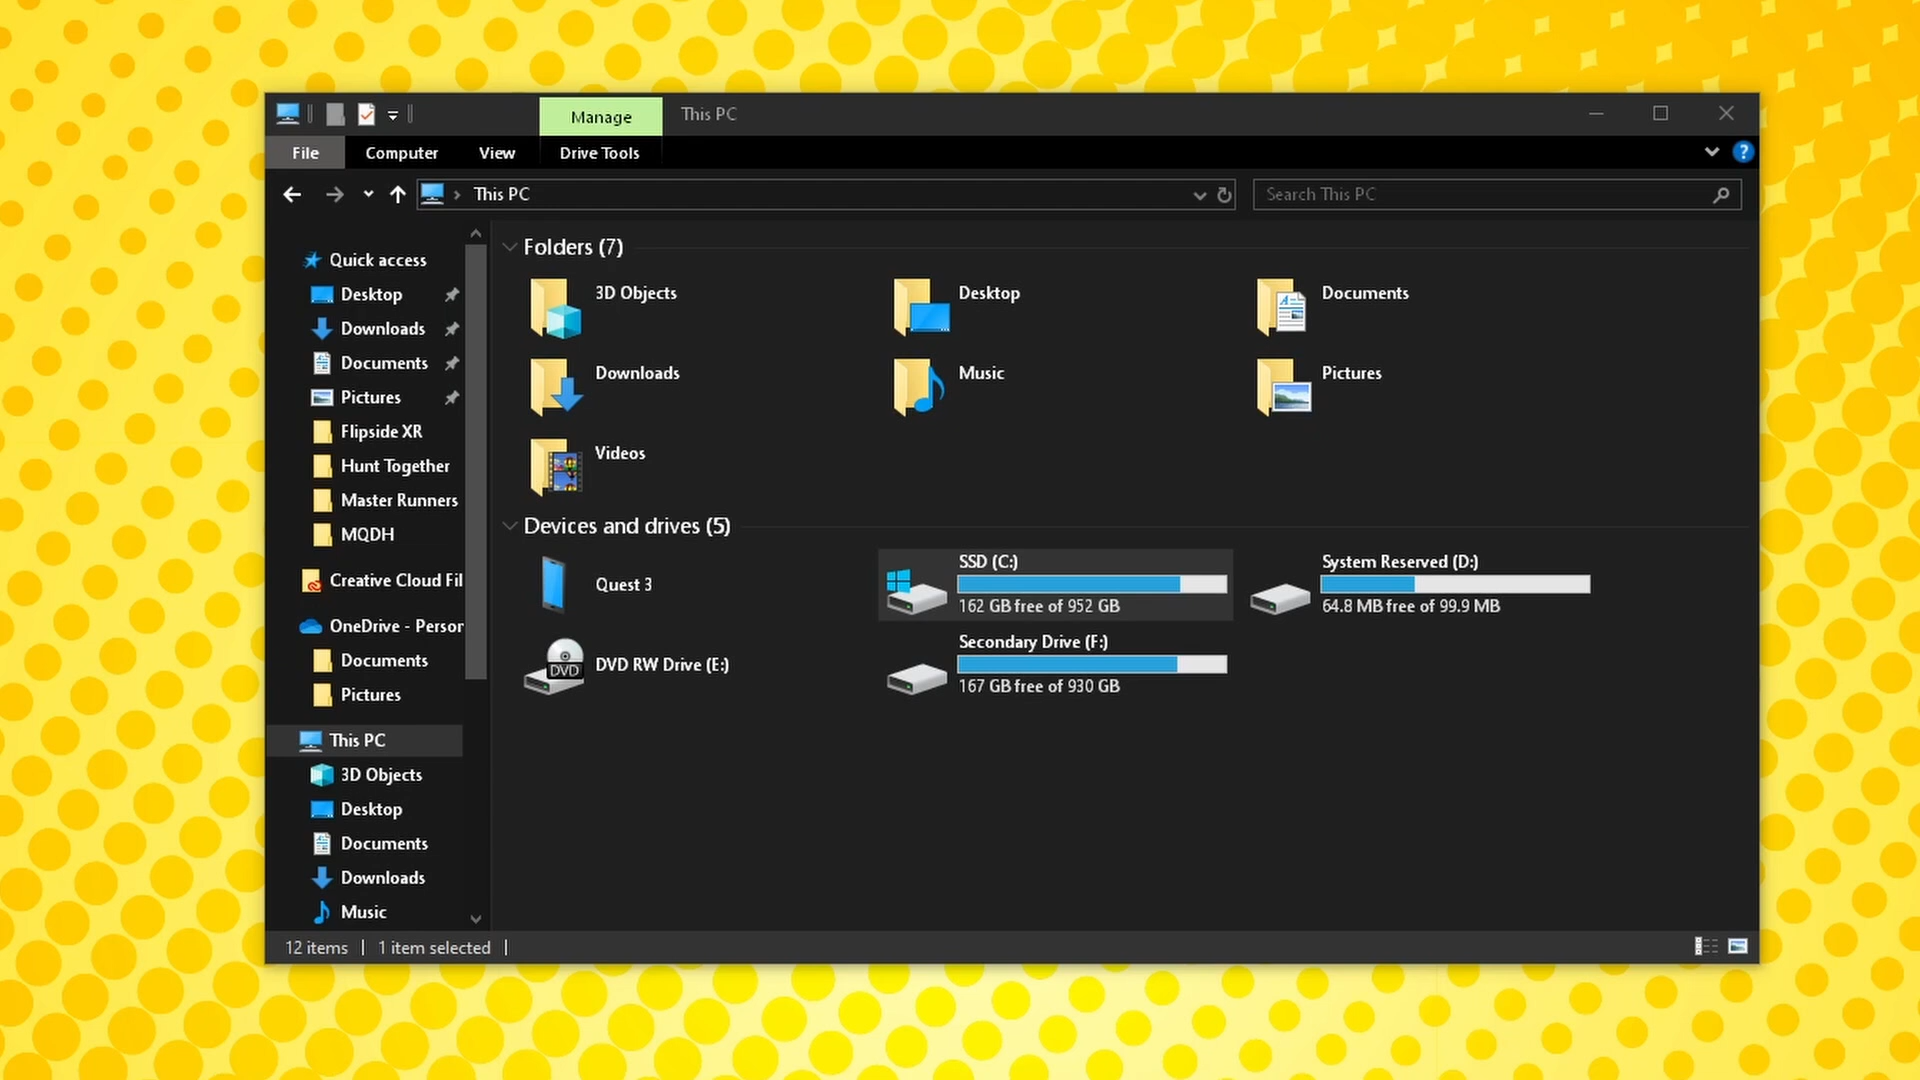 Manage
This PC
File
Computer
View
Drive Tools
?
This PC
Search This PC
Quick access
Desktop
Downloads
Documents
Pictures
Flipside XR
Hunt Together
Master Runners
MQDH
Creative Cloud Fil
OneDrive - Person
Documents
Pictures
This PC
3D Objects
Desktop
Documents
Downloads
Music
Folders (7)
3D Objects
Desktop
Documents
Downloads
Music
Pictures
Videos
Devices and drives (5)
Quest 3
SSD (C:)
162 GB free of 952 GB
System Reserved (D:)
64.8 MB free of 99.9 MB
DVD
DVD RW Drive (E:)
Secondary Drive (F:)
167 GB free of 930 GB
12 items
1 item selected